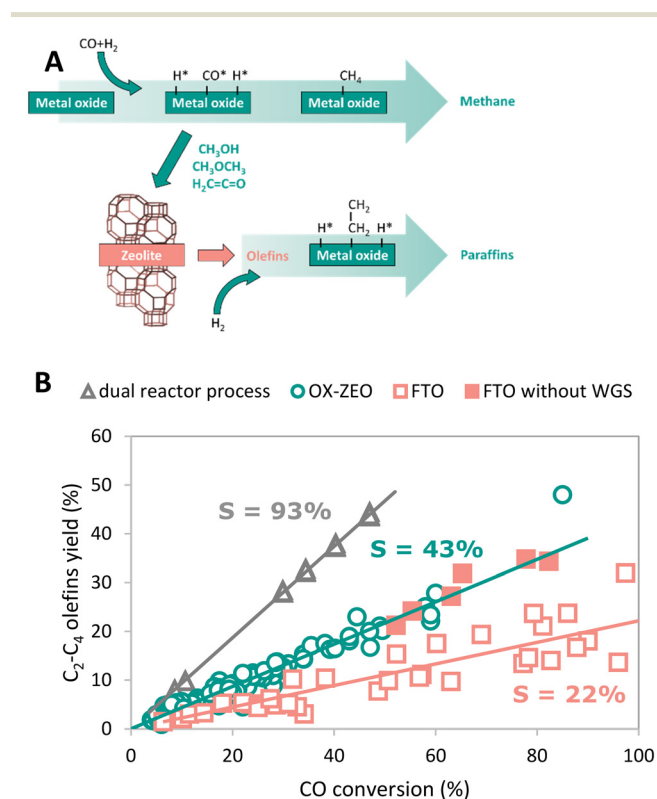 A
CO+H₂
H* CO* H*
CH₄
Metal oxide
Metal oxide
Metal oxide
Methane
CH₃OH
CH₃OCH₃
H₂C=C=O
CH₂
CH₂
H*
H*
Zeolite
Olefins
Metal oxide
Paraffins
H₂
B
dual reactor process OX-ZEO FTO FTO without WGS
60
50
40
30
20
10
0
C₂-C₄ olefins yield (%)
S = 93%
S = 43%
S = 22%
0 20 40 60 80 100
CO conversion (%)